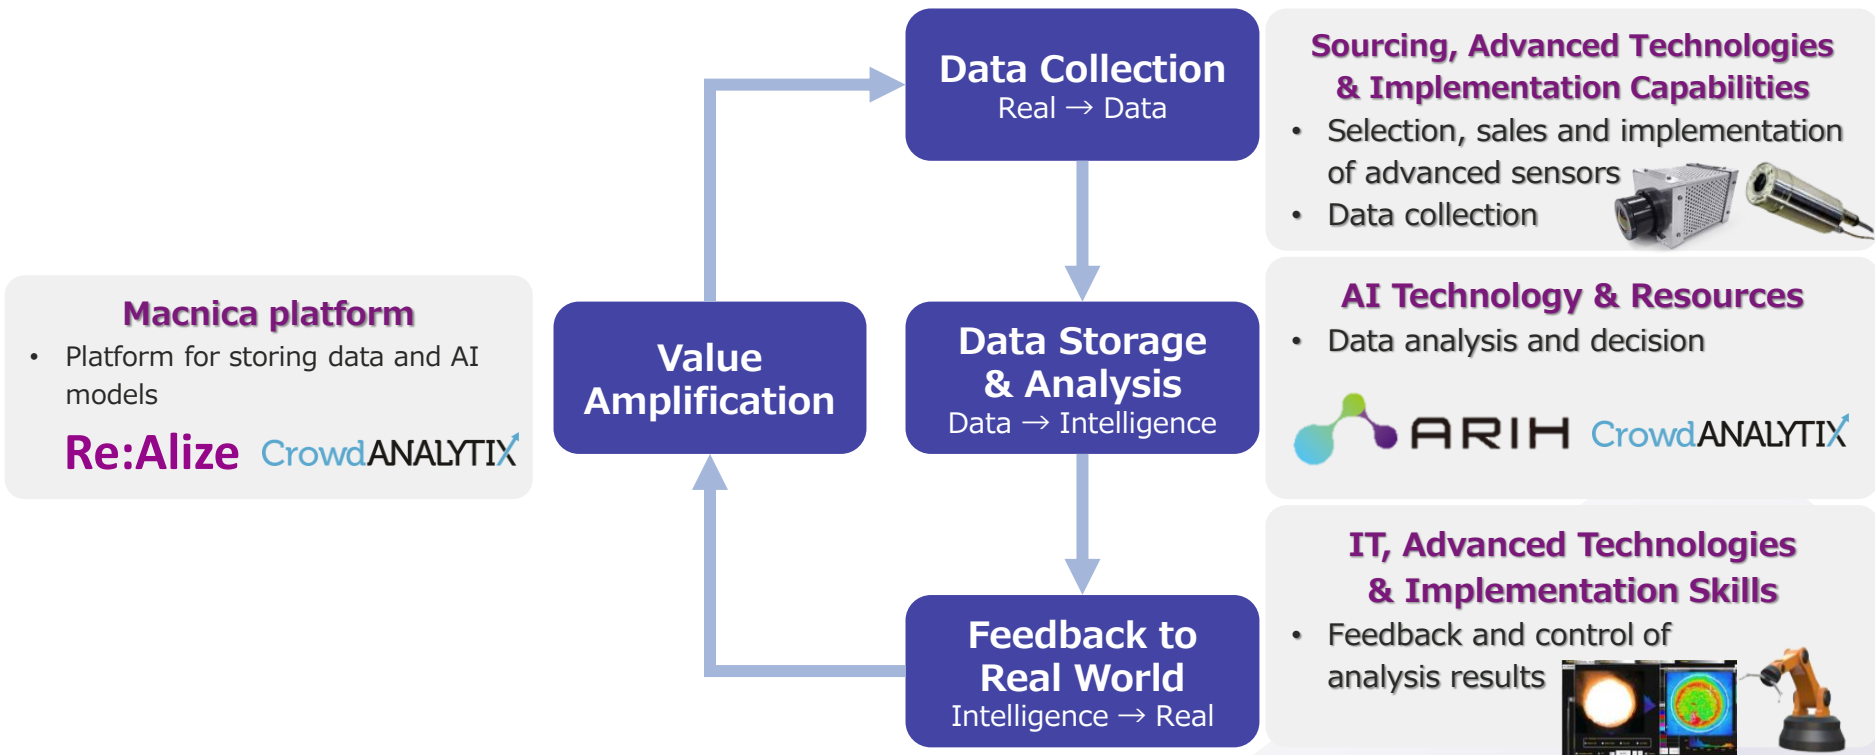 Data Collection
Real → Data
Sourcing, Advanced Technologies
& Implementation Capabilities
• Selection, sales and implementation
of advanced sensors
• Data collection
Macnica platform
• Platform for storing data and AI
models
Re:Alize CrowdANALYTIX
Value
Amplification
Data Storage
& Analysis
Data → Intelligence
AI Technology & Resources
• Data analysis and decision
ARIH CrowdANALYTIX
Feedback to
Real World
Intelligence → Real
IT, Advanced Technologies
& Implementation Skills
• Feedback and control of
analysis results